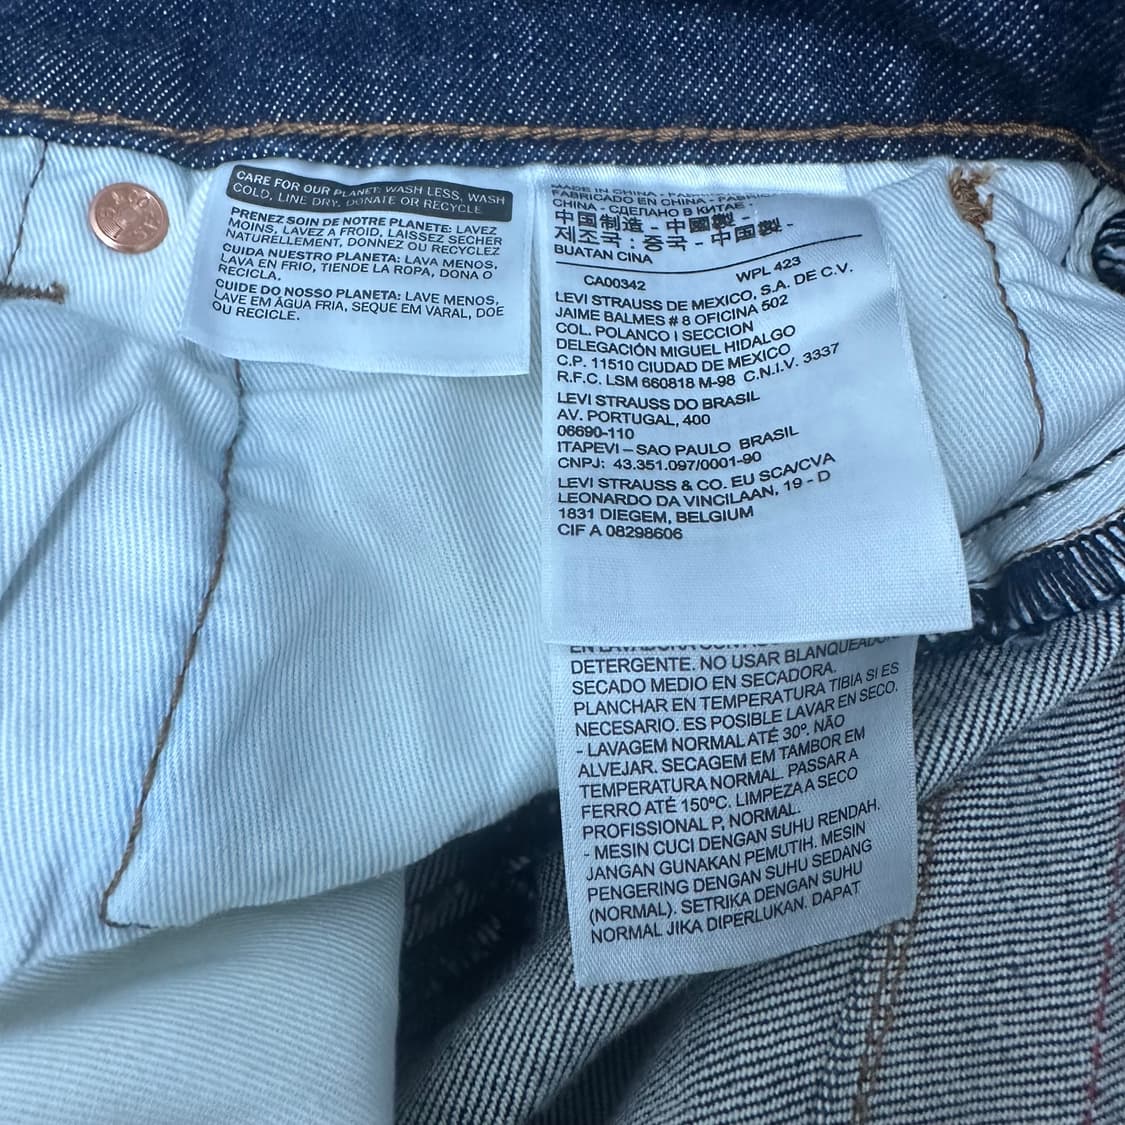 CARE FOR OUR PLANET: WASH LESS, WASH
COLD, LINE DRY, DONATE OR RECYCLE.
PRENEZ SOIN DE NOTRE PLANETE: LAVEZ
MOINS, LAVEZ A FROID, LAISSEZ SECHER
NATURELLEMENT, DONNEZ OU RECYCLEZ
CUIDA NUESTRO PLANETA: LAVA MENOS,
LAVA EN FRIO, TIENDE LA ROPA, DONA O
RECICLA.
CUIDE DO NOSSO PLANETA: LAVE MENOS,
LAVE EM ÁGUA FRIA, SEQUE EM VARAL, DOE
OU RECICLE.
MADE IN CHINA
FABRICADO EN CHINA -
CHINA - СДЕЛАНО В КИТАЕ -
中国制造 - 中國製 -
제조국 : 중국 - 中国製 -
BUATAN CINA
CA00342 WPL 423
LEVI STRAUSS DE MEXICO, S.A. DE C.V.
JAIME BALMES # 8 OFICINA 502
COL. POLANCO I SECCION
DELEGACIÓN MIGUEL HIDALGO
C.P. 11510 CIUDAD DE MEXICO
R.F.C. LSM 660818 M-98 C.N.I.V. 3337
LEVI STRAUSS DO BRASIL
AV. PORTUGAL, 400
06690-110
ITAPEVI – SAO PAULO BRASIL
CNPJ: 43.351.097/0001-90
LEVI STRAUSS & CO. EU SCA/CVA
LEONARDO DA VINCILAAN, 19 - D
1831 DIEGEM, BELGIUM
CIF A 08298606
EN LAVADORA
DETERGENTE. NO USAR BLANQUEADOR.
SECADO MEDIO EN SECADORA.
PLANCHAR EN TEMPERATURA TIBIA SI ES
NECESARIO. ES POSIBLE LAVAR EN SECO.
- LAVAGEM NORMAL ATÉ 30º. NÃO
ALVEJAR. SECAGEM EM TAMBOR EM
TEMPERATURA NORMAL. PASSAR A
FERRO ATÉ 150ºC. LIMPEZA A SECO
PROFISSIONAL P, NORMAL.
- MESIN CUCI DENGAN SUHU RENDAH.
JANGAN GUNAKAN PEMUTIH. MESIN
PENGERING DENGAN SUHU SEDANG
(NORMAL). SETRIKA DENGAN SUHU
NORMAL JIKA DIPERLUKAN. DAPAT